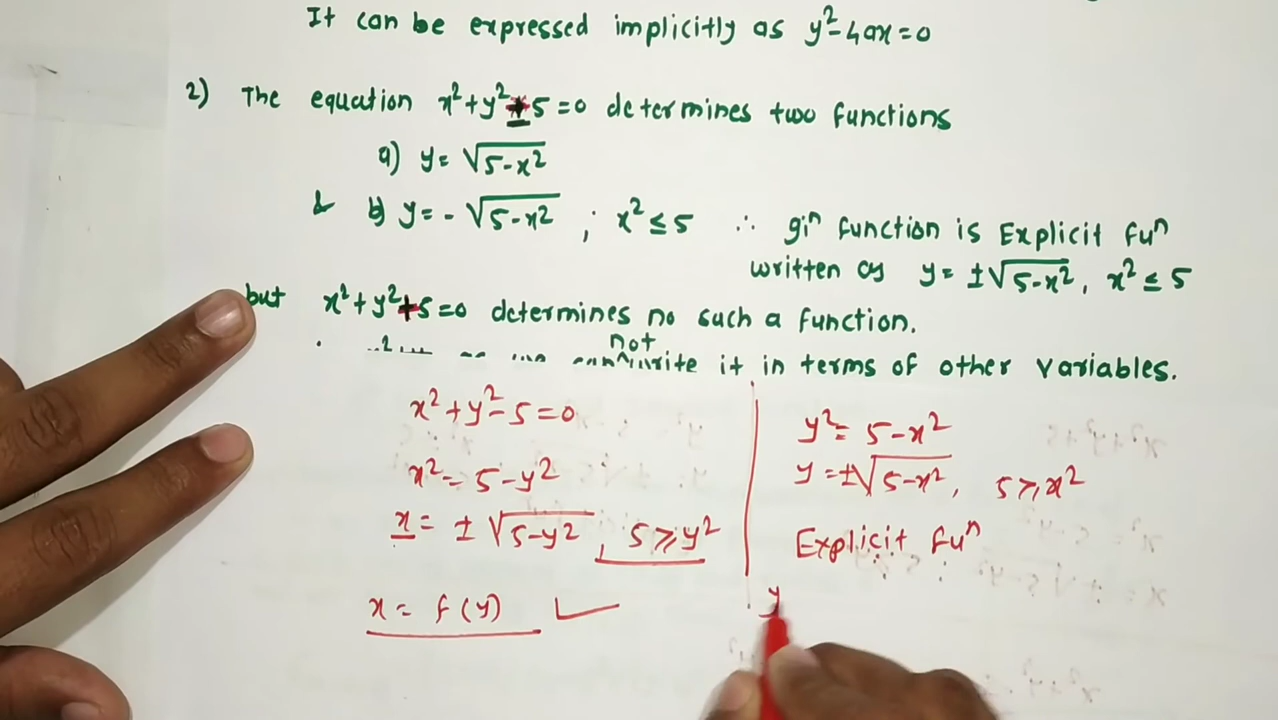 It can be expressed implicitly as y²-4ax=0
2) The equation x²+y²-5=0 determines two functions
a) y= √5-x²
& b) y= -√5-x² ; x² ≤ 5 ∴ giⁿ function is Explicit fuⁿ
written as y= ±√5-x², x² ≤ 5
but x²+y²+5=0 determines no such a function.
not
write it in terms of other variables.
x²+y²-5=0
x²= 5-y²
x= ± √5-y² , 5 ≥ y²
x= f(y) ✓
y²= 5-x²
y=±√5-x², 5 ≥ x²
Explicit fuⁿ
y